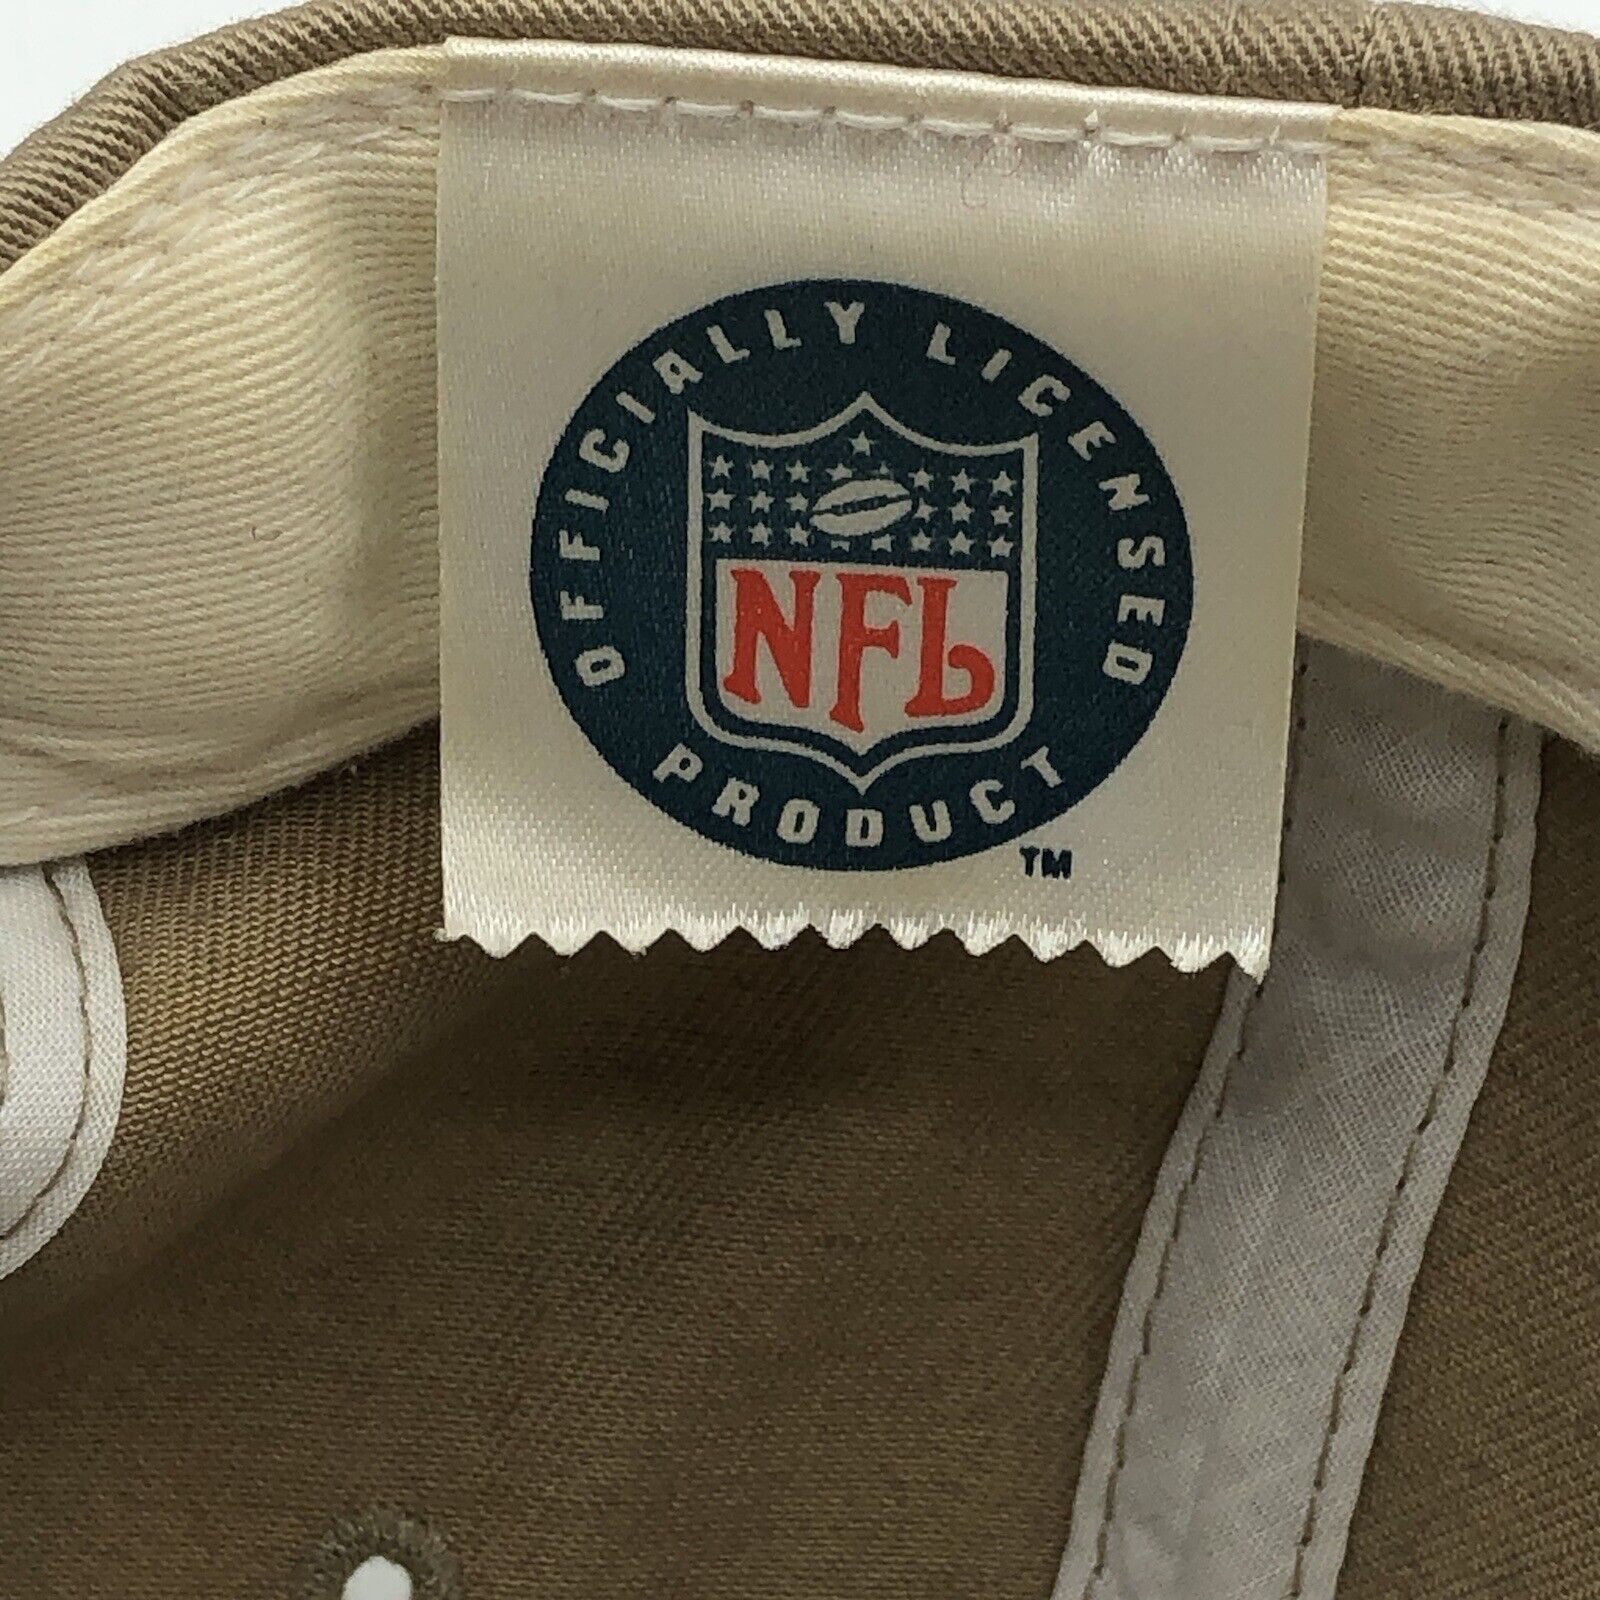 OFFICIALLY LICENSED
NFL
PRODUCT
TM